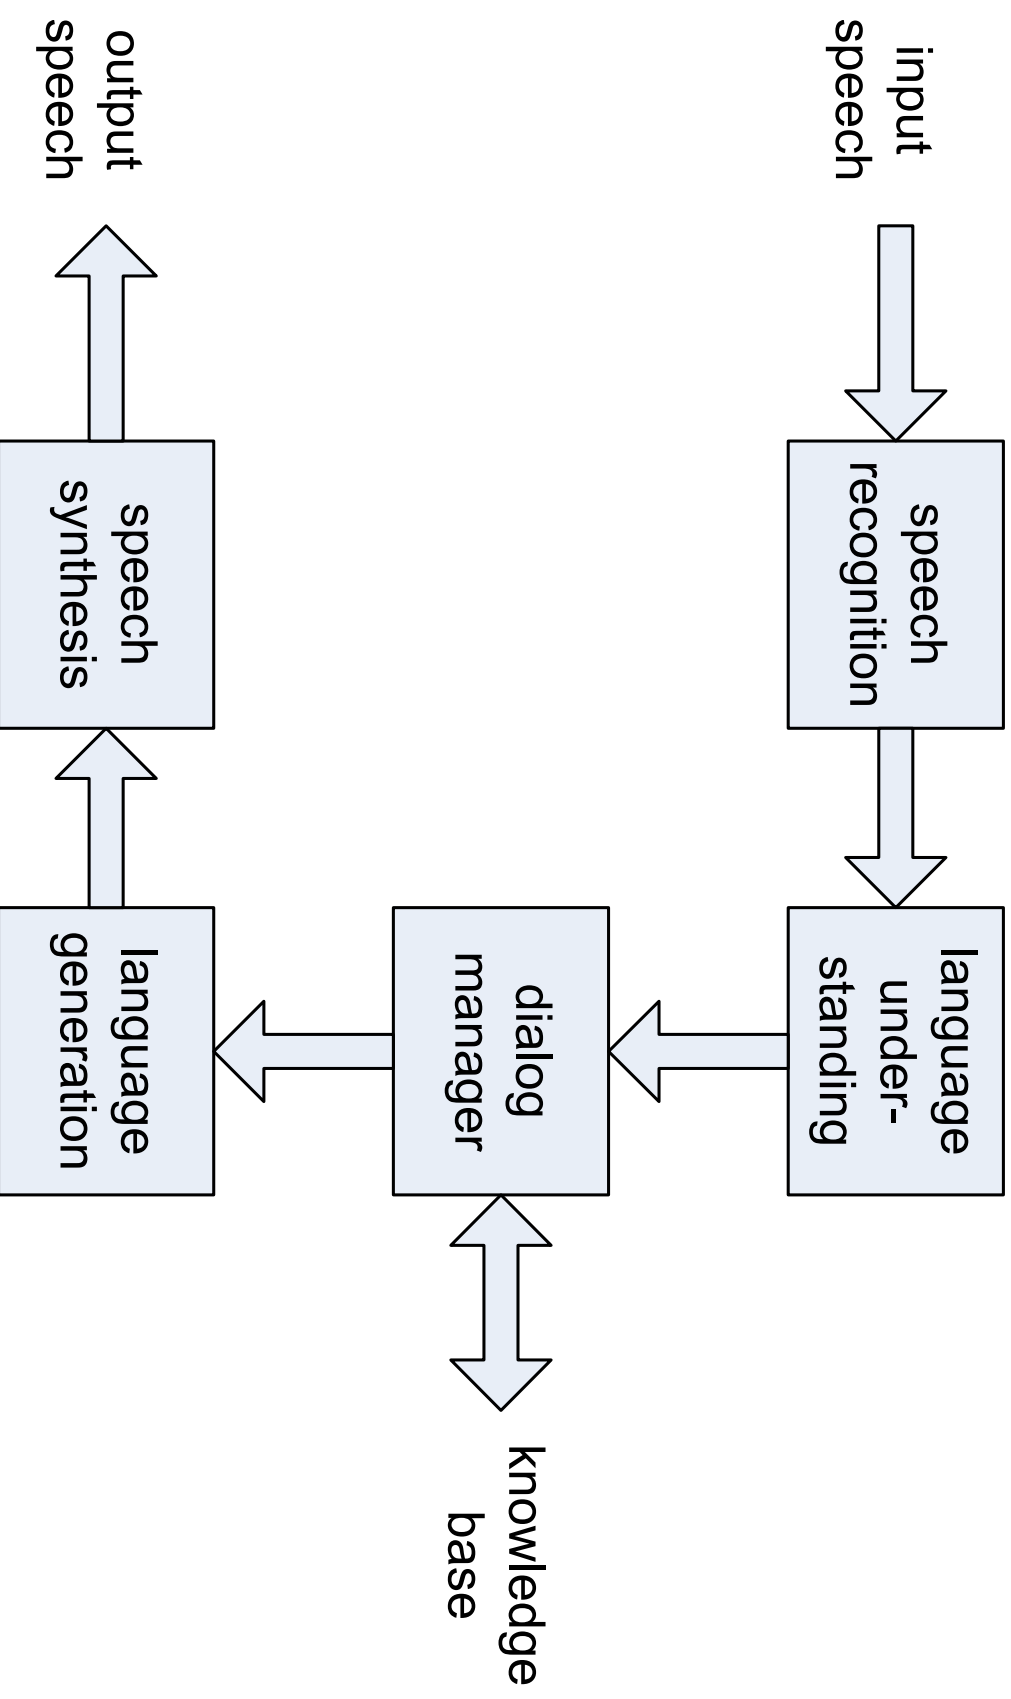 input
speech
speech
recognition
language
under-
standing
dialog
manager
knowledge
base
output
speech
speech
synthesis
language
generation